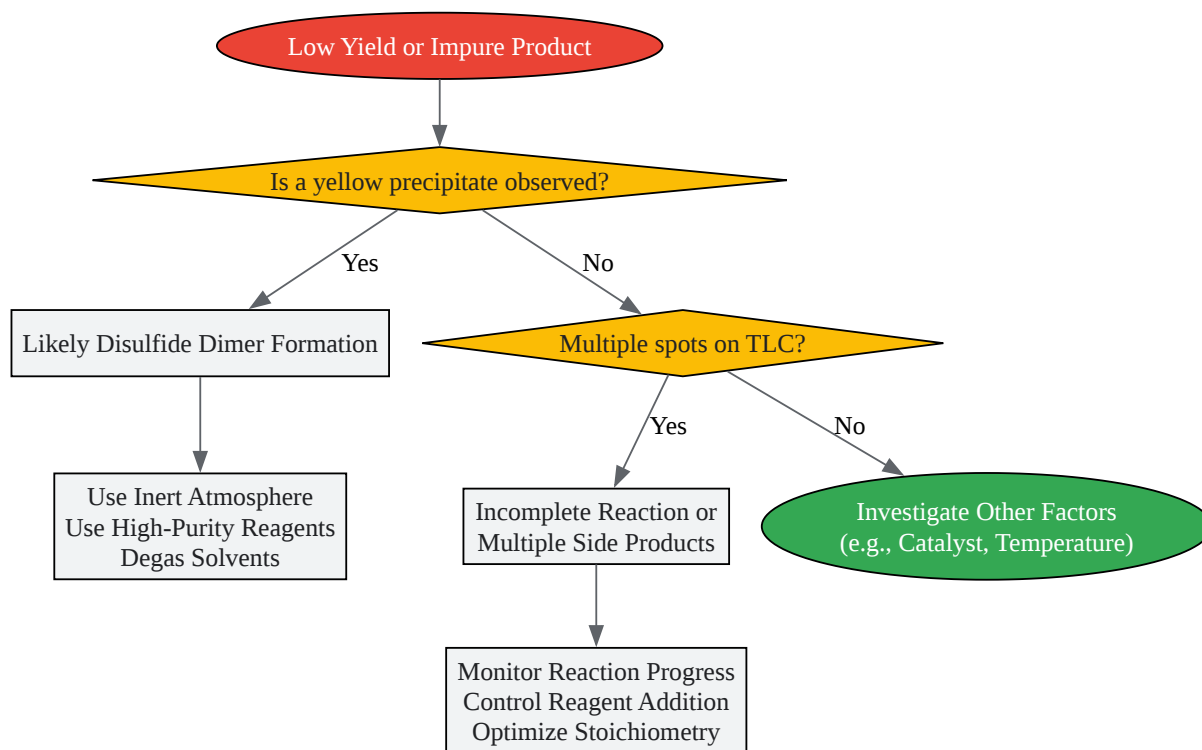 Low Yield or Impure Product
Is a yellow precipitate observed?
Yes
No
Likely Disulfide Dimer Formation
Multiple spots on TLC?
Yes
No
Use Inert Atmosphere
Use High-Purity Reagents
Degas Solvents
Incomplete Reaction or
Multiple Side Products
Investigate Other Factors
(e.g., Catalyst, Temperature)
Monitor Reaction Progress
Control Reagent Addition
Optimize Stoichiometry